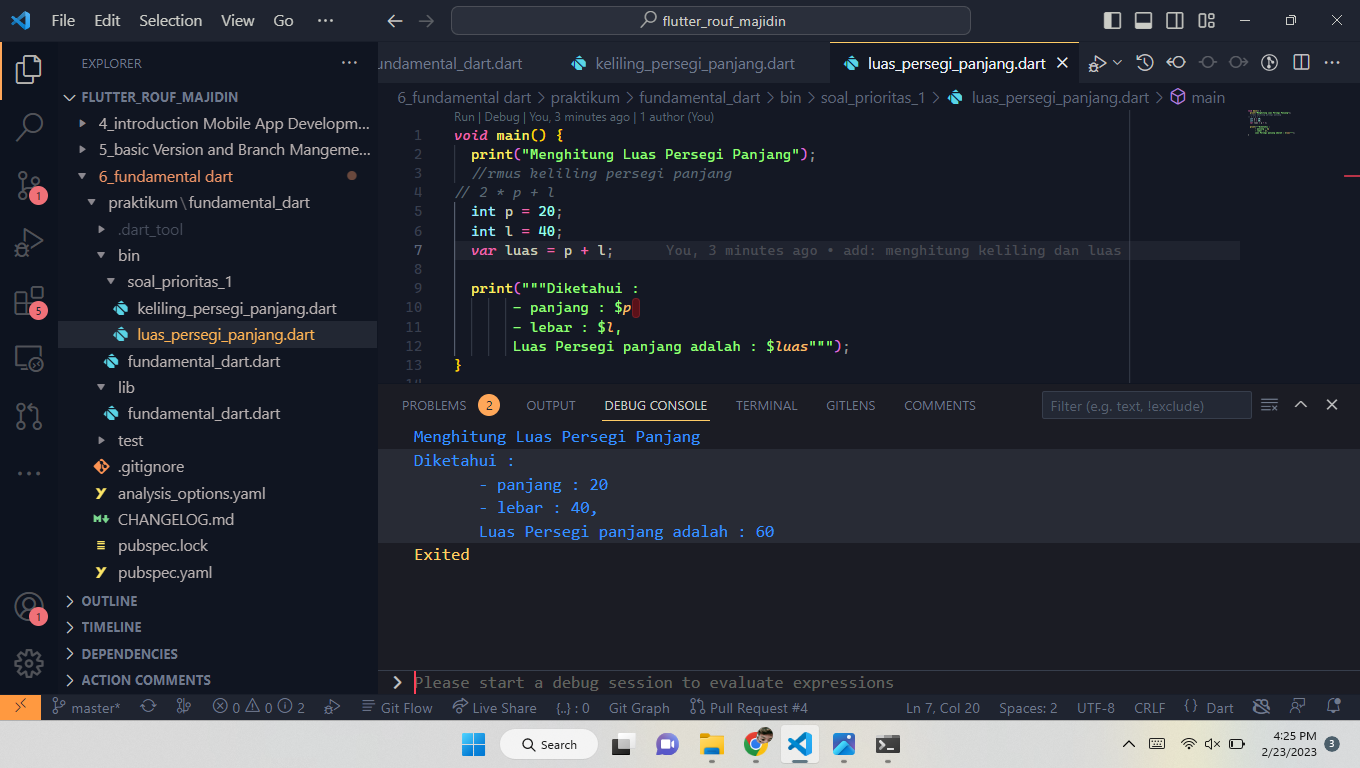 File Edit Selection View Go ···
flutter_rouf_majidin
EXPLORER
FLUTTER_ROUF_MAJIDIN
4_introduction Mobile App Developm...
5_basic Version and Branch Mangeme...
6_fundamental dart
praktikum\fundamental_dart
.dart_tool
bin
soal_prioritas_1
keliling_persegi_panjang.dart
luas_persegi_panjang.dart
fundamental_dart.dart
lib
fundamental_dart.dart
test
.gitignore
analysis_options.yaml
CHANGELOG.md
pubspec.lock
pubspec.yaml
OUTLINE
TIMELINE
DEPENDENCIES
ACTION COMMENTS
1
5
1
undamental_dart.dart keliling_persegi_panjang.dart luas_persegi_panjang.dart
6_fundamental dart > praktikum > fundamental_dart > bin > soal_prioritas_1 > luas_persegi_panjang.dart > main
Run | Debug | You, 3 minutes ago | 1 author (You)
1 void main() {
2 print("Menghitung Luas Persegi Panjang");
3 //rmus keliling persegi panjang
4 // 2 * p + l
5 int p = 20;
6 int l = 40;
7 var luas = p + l; You, 3 minutes ago • add: menghitung keliling dan luas
8
9 print("""Diketahui :
10 - panjang : $p
11 - lebar : $l,
12 Luas Persegi panjang adalah : $luas""");
13 }
14
PROBLEMS 2 OUTPUT DEBUG CONSOLE TERMINAL GITLENS COMMENTS Filter (e.g. text, !exclude)
Menghitung Luas Persegi Panjang
Diketahui :
- panjang : 20
- lebar : 40,
Luas Persegi panjang adalah : 60
Exited
Please start a debug session to evaluate expressions
master* 0 0 2 Git Flow Live Share {..} : 0 Git Graph Pull Request #4 Ln 7, Col 20 Spaces: 2 UTF-8 CRLF {} Dart
Search
4:25 PM
2/23/2023
3